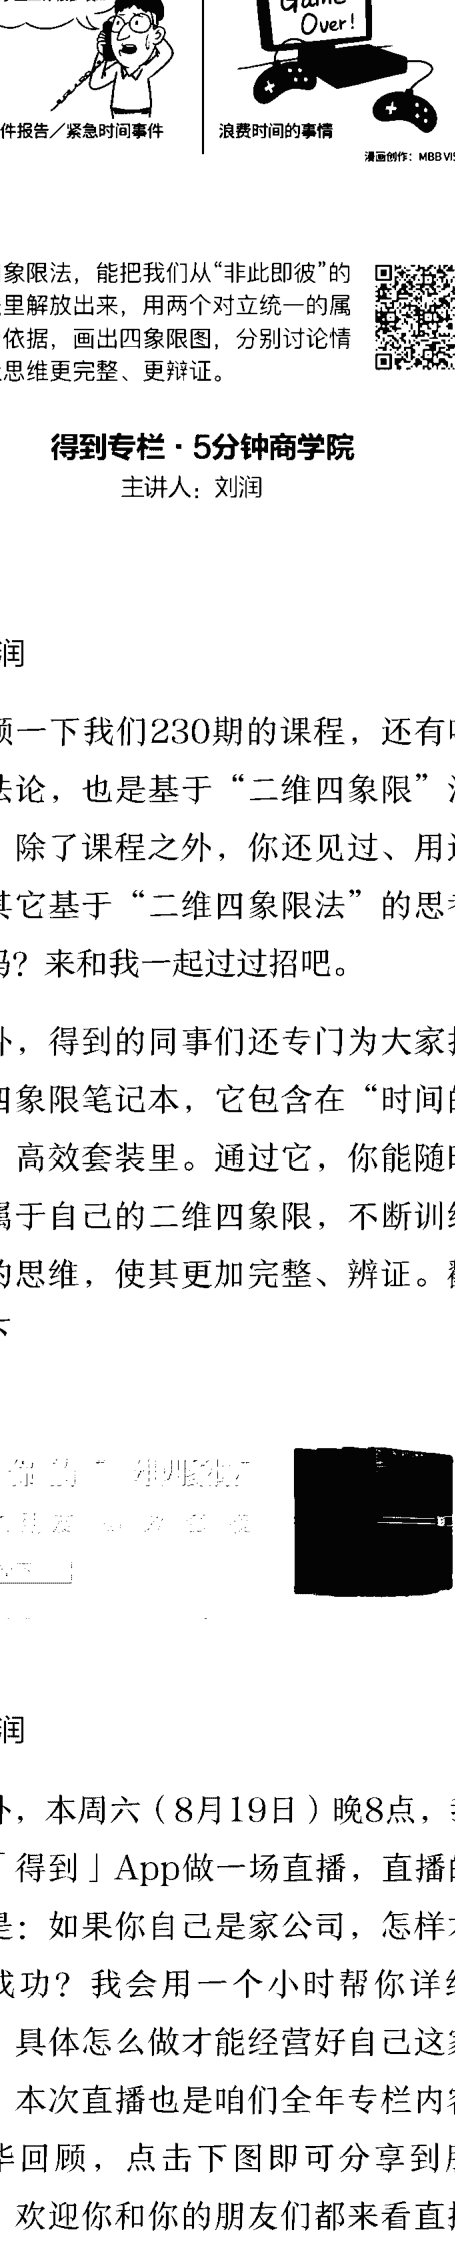 Game
Over!
件报告／紧急时间事件
浪费时间的事情
漫画创作：MBB VIS
象限法，能把我们从“非此即彼”的
里解放出来，用两个对立统一的属
依据，画出四象限图，分别讨论情
思维更完整、更辩证。
得到专栏·5分钟商学院
主讲人：刘润
润
一下我们230期的课程，还有
法论，也是基于“二维四象限”
除了课程之外，你还见过、用过
其它基于“二维四象限法”的思考
吗？来和我一起过过招吧。
外，得到的同事们还专门为大家
四象限笔记本，它包含在“时间的
高效套装里。通过它，你能随时
属于自己的二维四象限，不断训练
的思维，使其更加完整、辨证。
润
外，本周六（8月19日）晚8点，
「得到」App做一场直播，直播的
是：如果你自己是家公司，怎样才
成功？我会用一个小时帮你详细
具体怎么做才能经营好自己这家
本次直播也是咱们全年专栏内容
华回顾，点击下图即可分享到朋
欢迎你和你的朋友们都来看直播